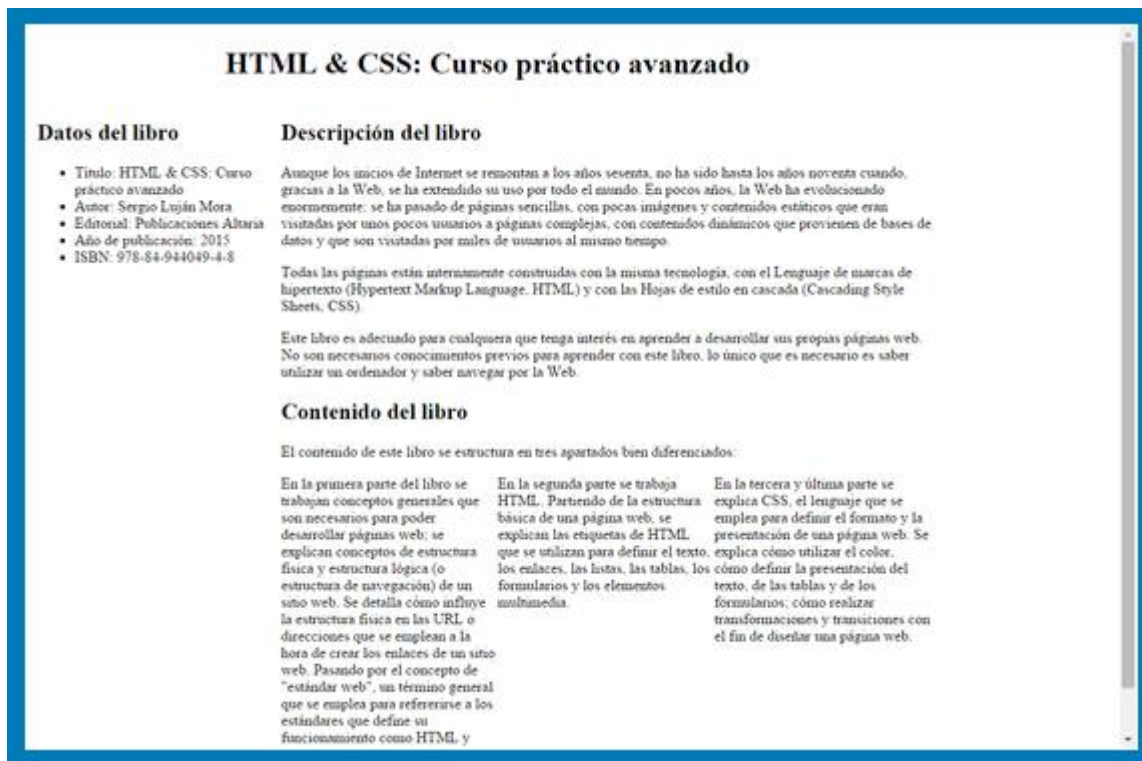 HTML & CSS: Curso práctico avanzado
Datos del libro
• Título: HTML & CSS: Curso
práctico avanzado
• Autor: Sergio Luján Mora
• Editorial: Publicaciones Altaria
• Año de publicación: 2015
• ISBN: 978-84-944049-4-8
Descripción del libro
Aunque los inicios de Internet se remontan a los años sesenta, no ha sido hasta los años noventa cuando,
gracias a la Web, se ha extendido su uso por todo el mundo. En pocos años, la Web ha evolucionado
enormemente: se ha pasado de páginas sencillas, con pocas imágenes y contenidos estáticos que eran
visitadas por unos pocos usuarios a páginas complejas, con contenidos dinámicos que provienen de bases de
datos y que son visitadas por miles de usuarios al mismo tiempo.
Todas las páginas están internamente construidas con la misma tecnología, con el Lenguaje de marcas de
hipertexto (Hypertext Markup Language, HTML) y con las Hojas de estilo en cascada (Cascading Style
Sheets, CSS).
Este libro es adecuado para cualquiera que tenga interés en aprender a desarrollar sus propias páginas web.
No son necesarios conocimientos previos para aprender con este libro, lo único que es necesario es saber
utilizar un ordenador y saber navegar por la Web.
Contenido del libro
El contenido de este libro se estructura en tres apartados bien diferenciados:
En la primera parte del libro se
trabajan conceptos generales que
son necesarios para poder
desarrollar páginas web: se
explican conceptos de estructura
física y estructura lógica (o
estructura de navegación) de un
sitio web. Se detalla cómo influye
la estructura física en las URL o
direcciones que se emplean a la
hora de crear los enlaces de un sitio
web. Pasando por el concepto de
"estándar web", un término general
que se emplea para refererirse a los
estándares que define su
funcionamiento como HTML y
En la segunda parte se trabaja
HTML. Partiendo de la estructura
básica de una página web, se
explican las etiquetas de HTML
que se utilizan para definir el texto,
los enlaces, las listas, las tablas, los
formularios y los elementos
multimedia.
En la tercera y última parte se
explica CSS, el lenguaje que se
emplea para definir el formato y la
presentación de una página web. Se
explica cómo utilizar el color,
cómo definir la presentación del
texto, de las tablas y de los
formularios; cómo realizar
transformaciones y transiciones con
el fin de diseñar una página web.